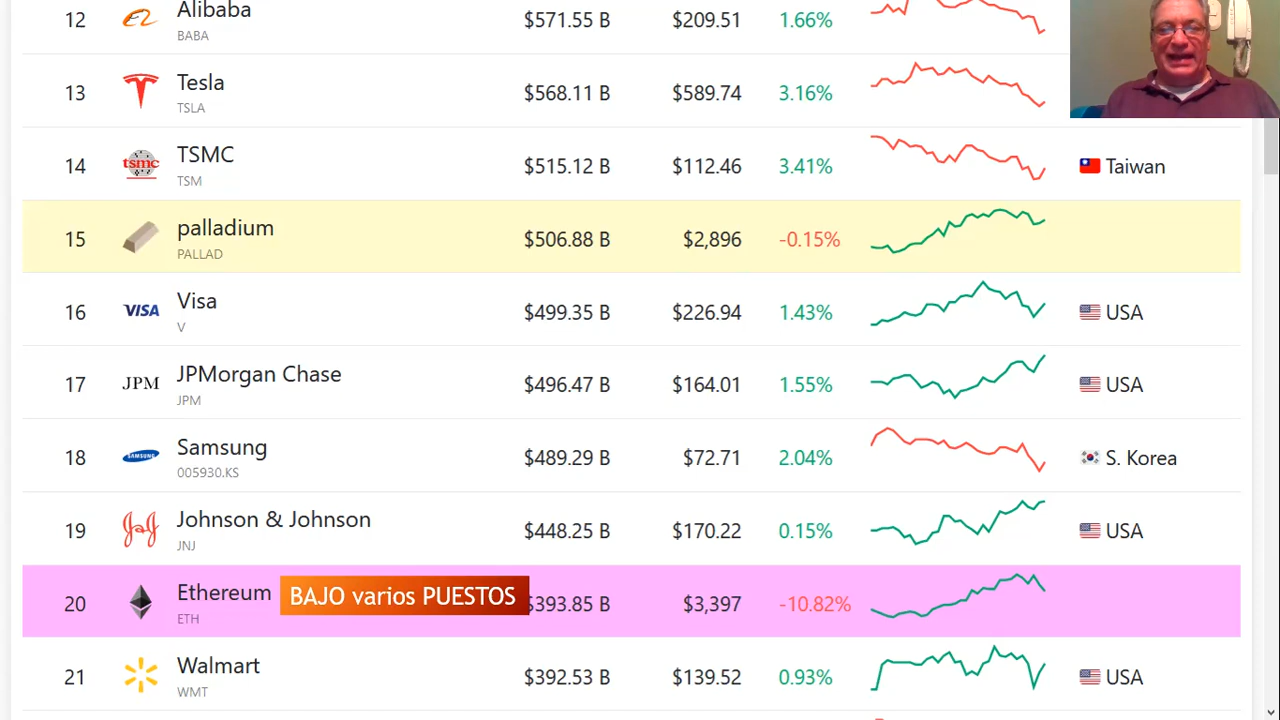 12 Alibaba $571.55 B $209.51 1.66%
BABA
13 Tesla $568.11 B $589.74 3.16%
TSLA
14 tsmc TSMC $515.12 B $112.46 3.41% Taiwan
TSM
15 palladium $506.88 B $2,896 -0.15%
PALLAD
16 VISA Visa $499.35 B $226.94 1.43% USA
V
17 JPM JPMorgan Chase $496.47 B $164.01 1.55% USA
JPM
18 SAMSUNG Samsung $489.29 B $72.71 2.04% S. Korea
005930.KS
19 J&J Johnson & Johnson $448.25 B $170.22 0.15% USA
JNJ
20 Ethereum BAJO varios PUESTOS $393.85 B $3,397 -10.82%
ETH
21 Walmart $392.53 B $139.52 0.93% USA
WMT